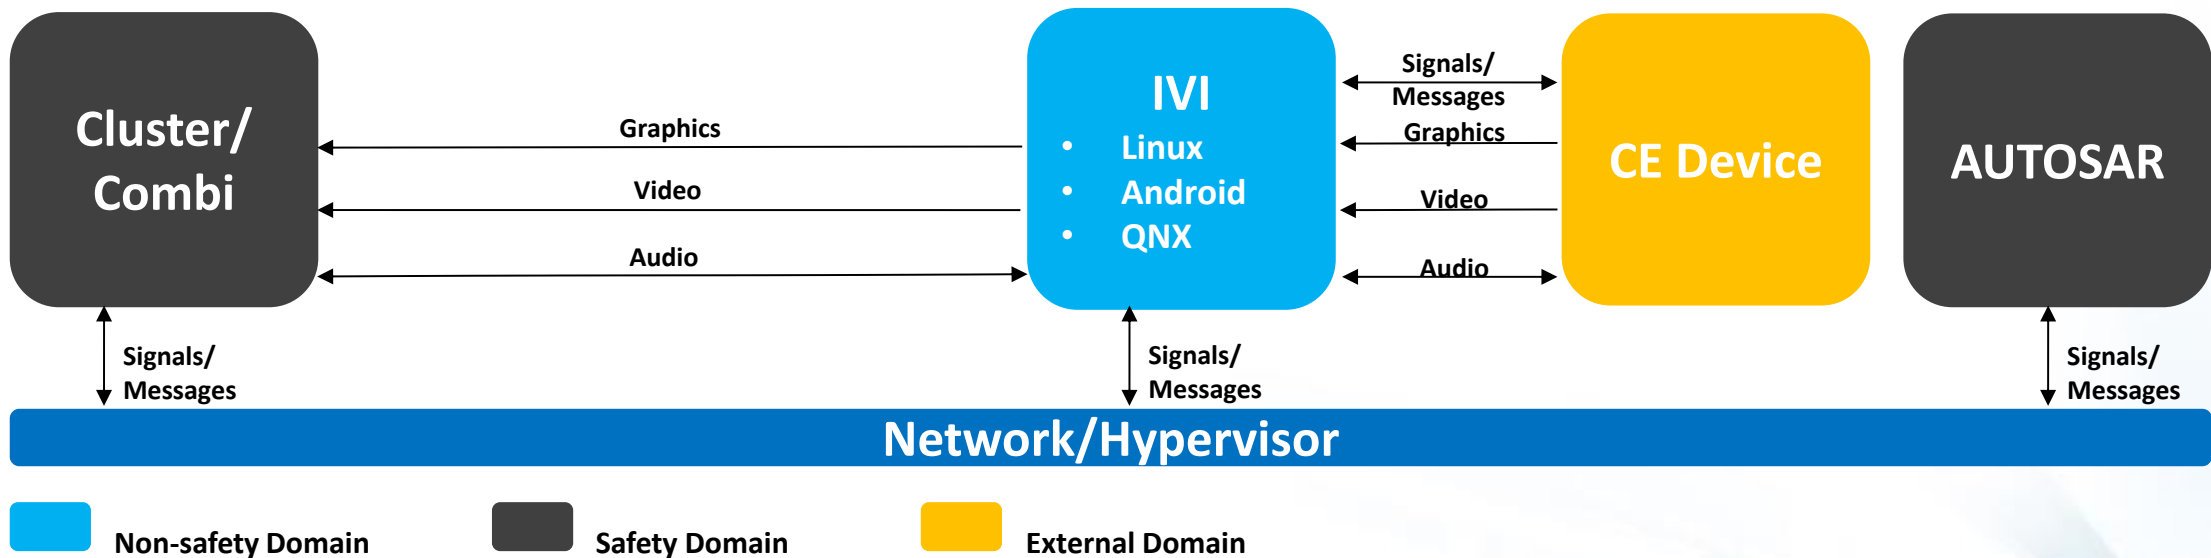 Cluster/
Combi
Graphics
Video
Audio
IVI
• Linux
• Android
• QNX
Signals/
Messages
Graphics
Video
Audio
CE Device
AUTOSAR
Signals/
Messages
Signals/
Messages
Signals/
Messages
Network/Hypervisor
Non-safety Domain
Safety Domain
External Domain